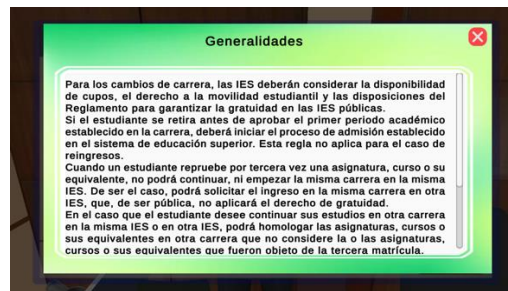 Generalidades
Para los cambios de carrera, las IES deberán considerar la disponibilidad
de cupos, el derecho a la movilidad estudiantil y las disposiciones del
Reglamento para garantizar la gratuidad en las IES públicas.
Si el estudiante se retira antes de aprobar el primer periodo académico
establecido en la carrera, deberá iniciar el proceso de admisión establecido
en el sistema de educación superior. Esta regla no aplica para el caso de
reingresos.
Cuando un estudiante repruebe por tercera vez una asignatura, curso o su
equivalente, no podrá continuar, ni empezar la misma carrera en la misma
IES. De ser el caso, podrá solicitar el ingreso en la misma carrera en otra
IES, que, de ser pública, no aplicará el derecho de gratuidad.
En el caso que el estudiante desee continuar sus estudios en otra carrera
en la misma IES o en otra IES, podrá homologar las asignaturas, cursos o
sus equivalentes en otra carrera que no considere la o las asignaturas,
cursos o sus equivalentes que fueron objeto de la tercera matrícula.